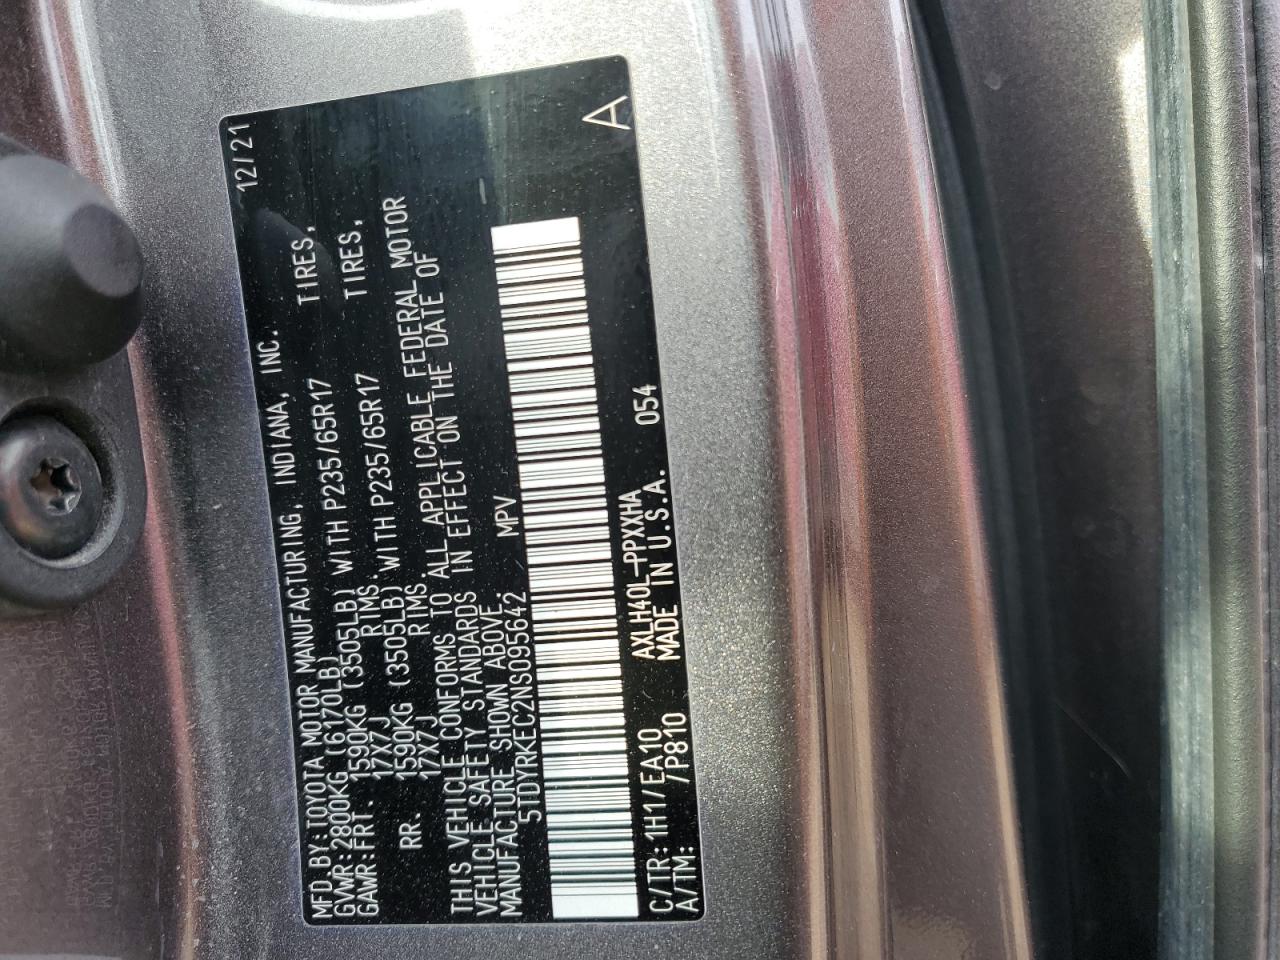 MFD.BY:TOYOTA MOTOR MANUFACTURING, INDIANA, INC. 12/21
GVWR:2800KG (6170LB)
GAWR:FRT. 1590KG (3505LB) WITH P235/65R17 TIRES,
17X7J RIMS.
RR. 1590KG (3505LB) WITH P235/65R17 TIRES,
17X7J RIMS.
THIS VEHICLE CONFORMS TO ALL APPLICABLE FEDERAL MOTOR
VEHICLE SAFETY STANDARDS IN EFFECT ON THE DATE OF
MANUFACTURE SHOWN ABOVE.
5TDYRKEC2NS095642 MPV
C/TR:1H1/EA10 AXLH40L-PPXXHA
A/TM: /P810 MADE IN U.S.A. 054
A